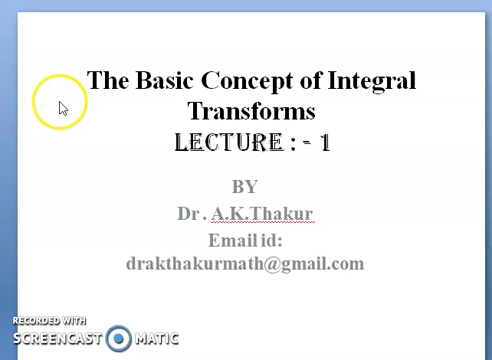 The Basic Concept of Integral
Transforms
LECTURE : - 1
BY
Dr . A.K.Thakur
Email id:
drakthakurmath@gmail.com
RECORDED WITH
SCREENCAST MATIC